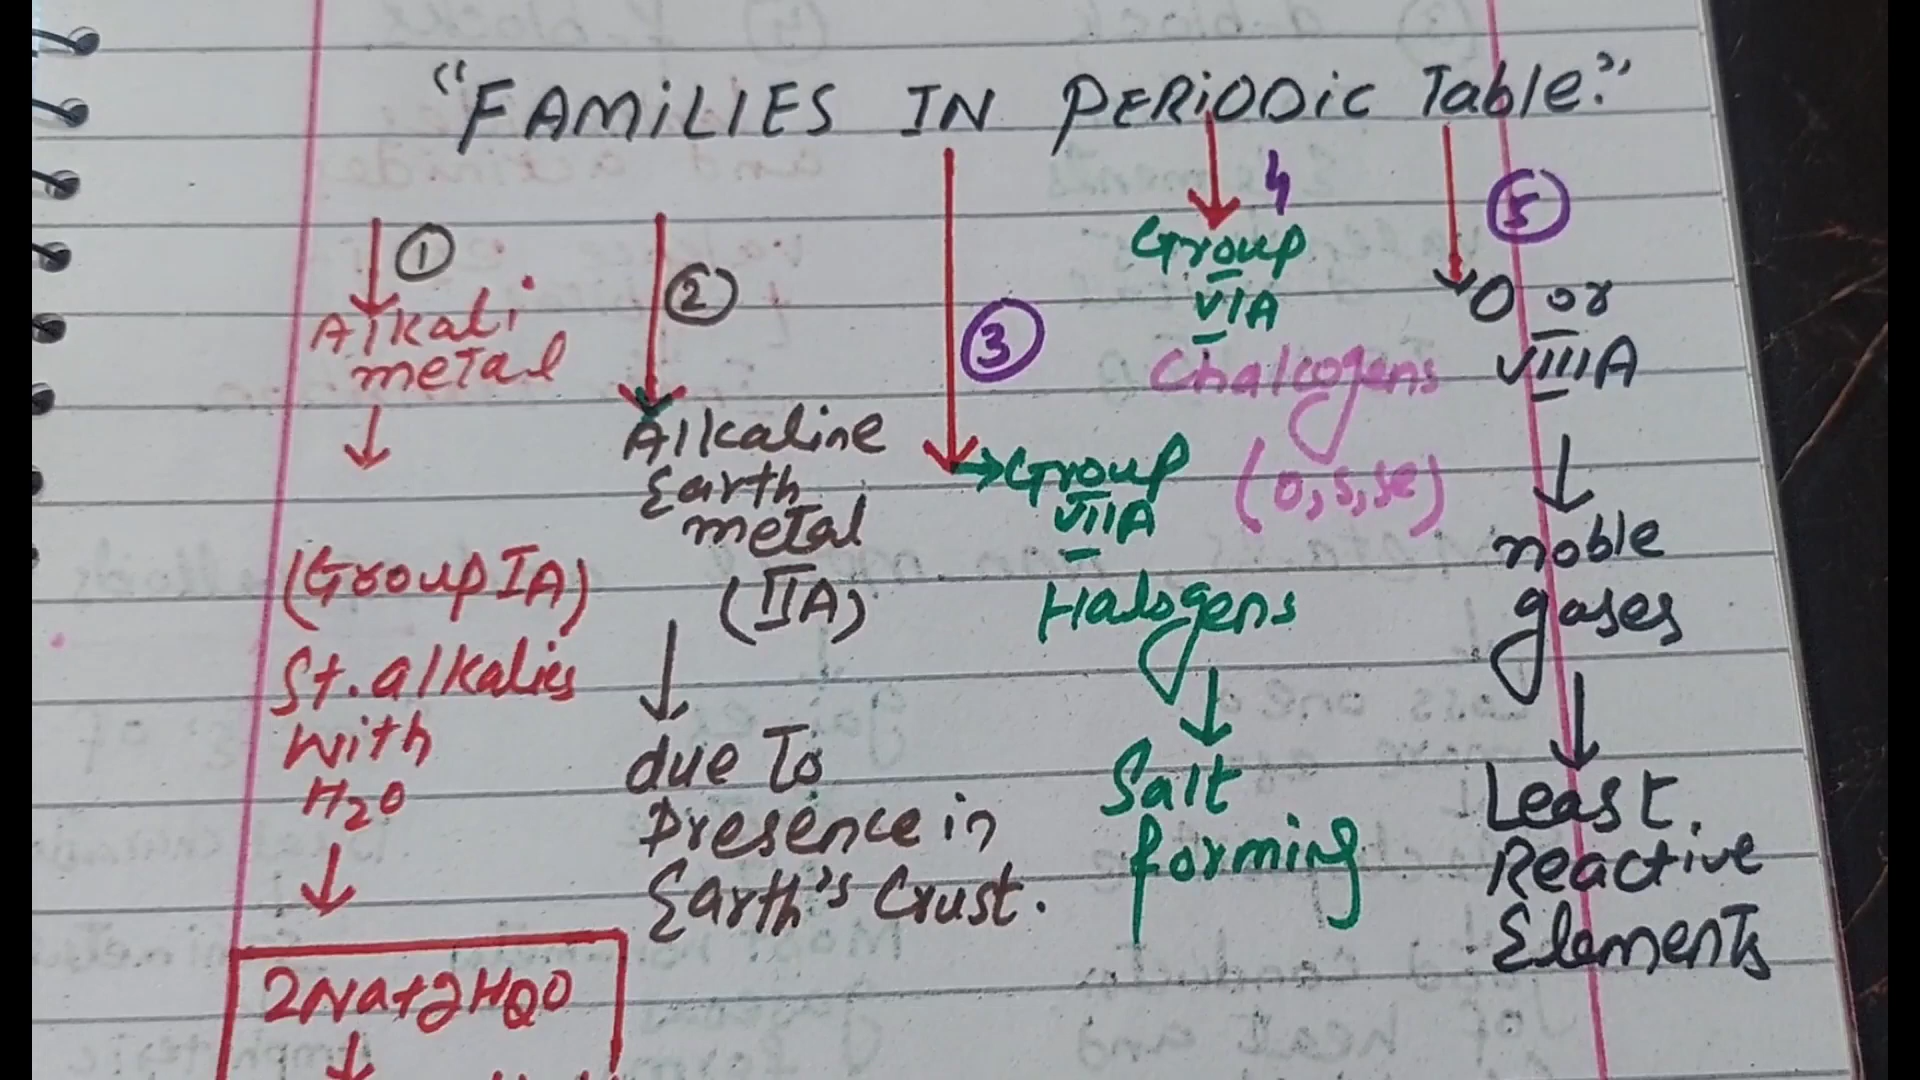 "FAMILIES IN PERIODIC Table."
①
Alkali
metal
(Group IA)
St. alkalies
with
H2O
2Na+2H2O
②
Alkaline
Earth
metal
(IIA)
due To
Presence in
Earth's Crust.
③
Group
VIIA
Halogens
Salt
forming
4
Group
VIA
Chalcogens
(O, S, Se)
⑤
O or
VIIIA
noble
gases
Least
Reactive
Elements